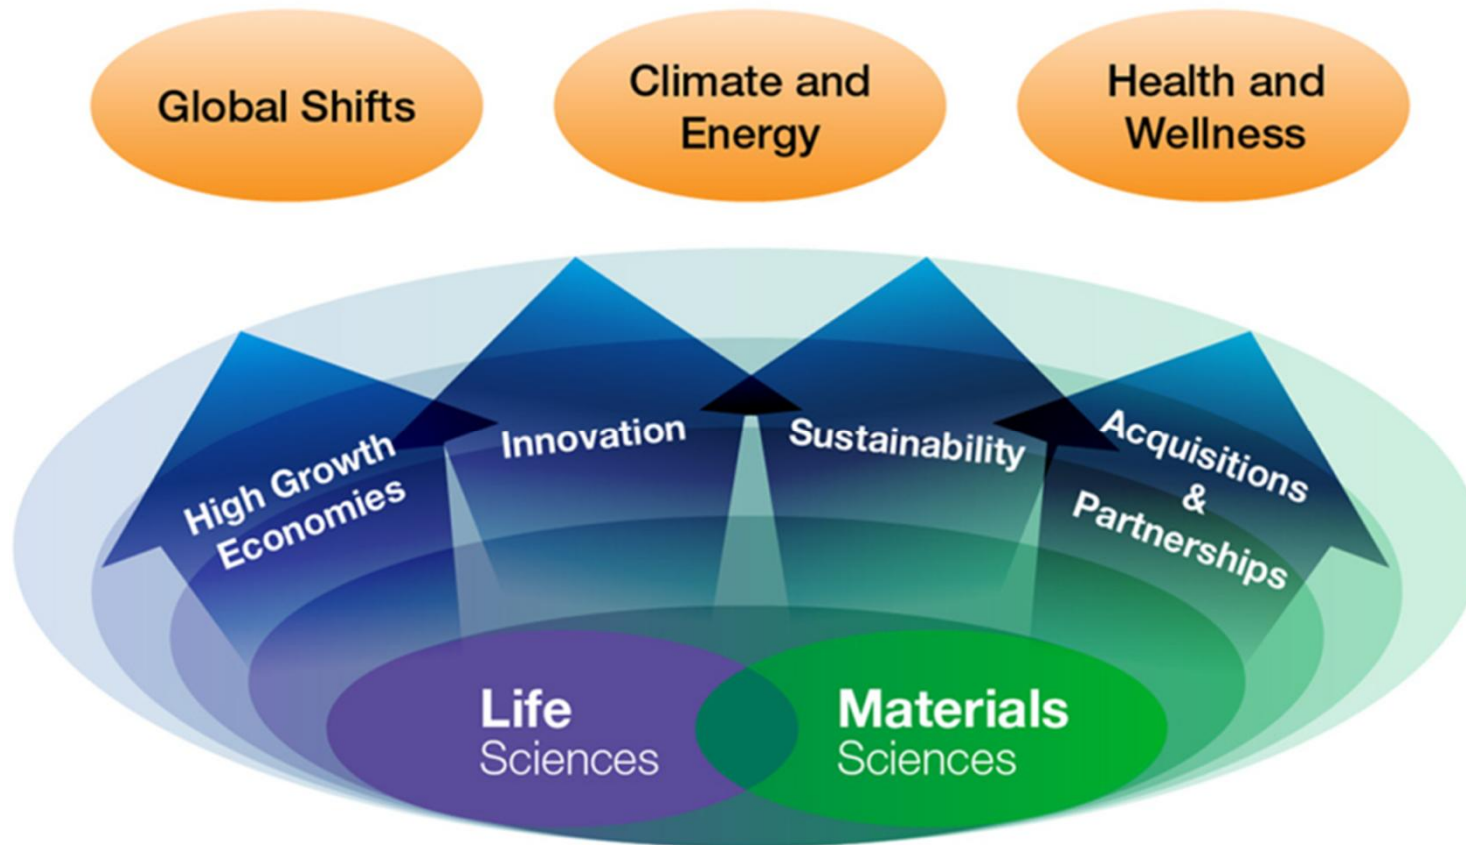 Global Shifts
Climate and
Energy
Health and
Wellness
High Growth
Economies
Innovation
Sustainability
Acquisitions
&
Partnerships
Life
Sciences
Materials
Sciences